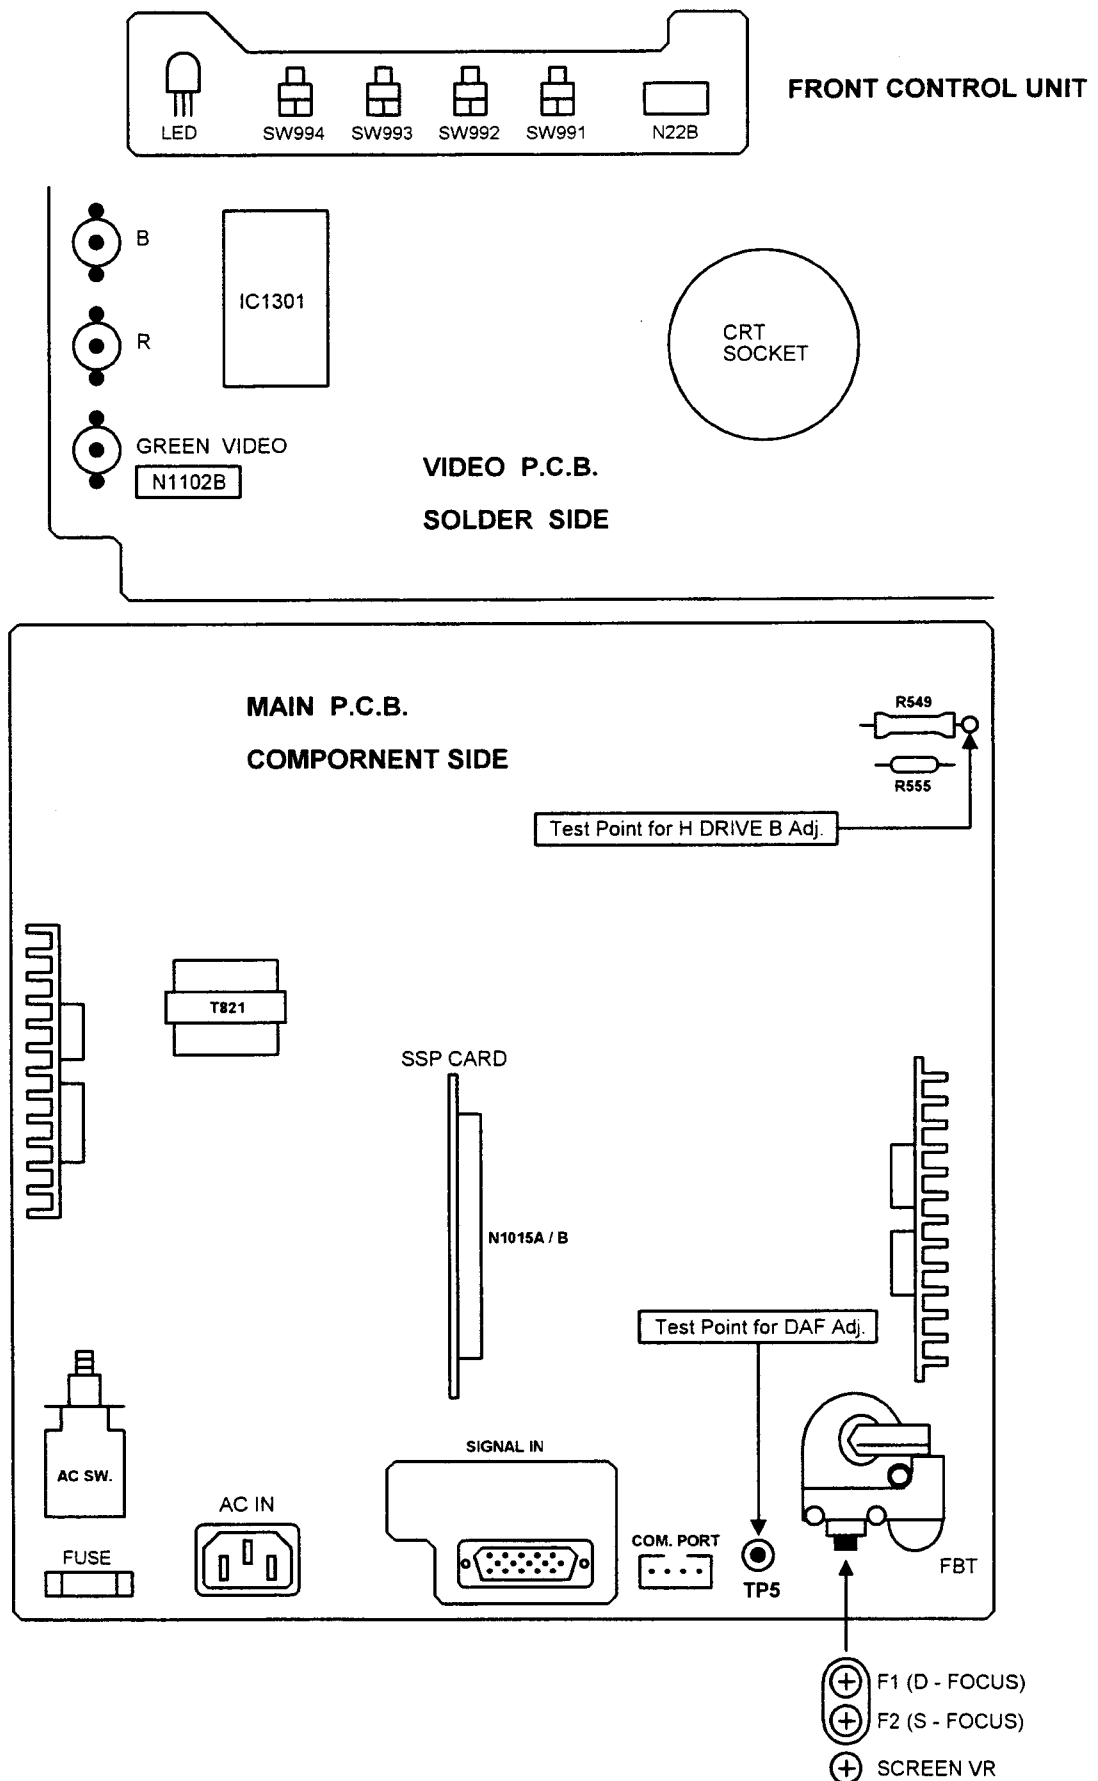 FRONT CONTROL UNIT
LED
SW994
SW993
SW992
SW991
N22B
B
IC1301
R
CRT
SOCKET
GREEN VIDEO
N1102B
VIDEO P.C.B.
SOLDER SIDE
MAIN P.C.B.
COMPORNENT SIDE
R549
R555
Test Point for H DRIVE B Adj.
T821
SSP CARD
N1015A / B
Test Point for DAF Adj.
SIGNAL IN
AC SW.
AC IN
FUSE
COM. PORT
TP5
FBT
F1 (D - FOCUS)
F2 (S - FOCUS)
SCREEN VR